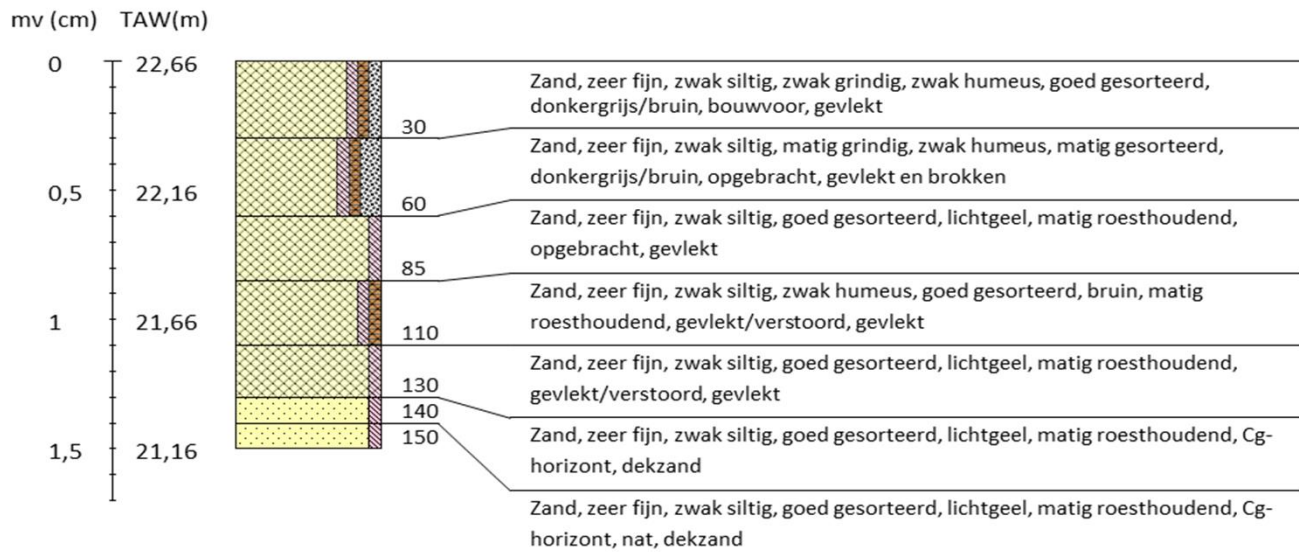 mv (cm) TAW(m)
0 22,66
Zand, zeer fijn, zwak siltig, zwak grindig, zwak humeus, goed gesorteerd,
donkergrijs/bruin, bouwvoor, gevlekt
30
Zand, zeer fijn, zwak siltig, matig grindig, zwak humeus, matig gesorteerd,
donkergrijs/bruin, opgebracht, gevlekt en brokken
0,5 22,16
60
Zand, zeer fijn, zwak siltig, goed gesorteerd, lichtgeel, matig roesthoudend,
opgebracht, gevlekt
85
Zand, zeer fijn, zwak siltig, zwak humeus, goed gesorteerd, bruin, matig
roesthoudend, gevlekt/verstoord, gevlekt
1 21,66
110
Zand, zeer fijn, zwak siltig, goed gesorteerd, lichtgeel, matig roesthoudend,
gevlekt/verstoord, gevlekt
130
140
Zand, zeer fijn, zwak siltig, goed gesorteerd, lichtgeel, matig roesthoudend, Cg-
horizont, dekzand
150
1,5 21,16
Zand, zeer fijn, zwak siltig, goed gesorteerd, lichtgeel, matig roesthoudend, Cg-
horizont, nat, dekzand